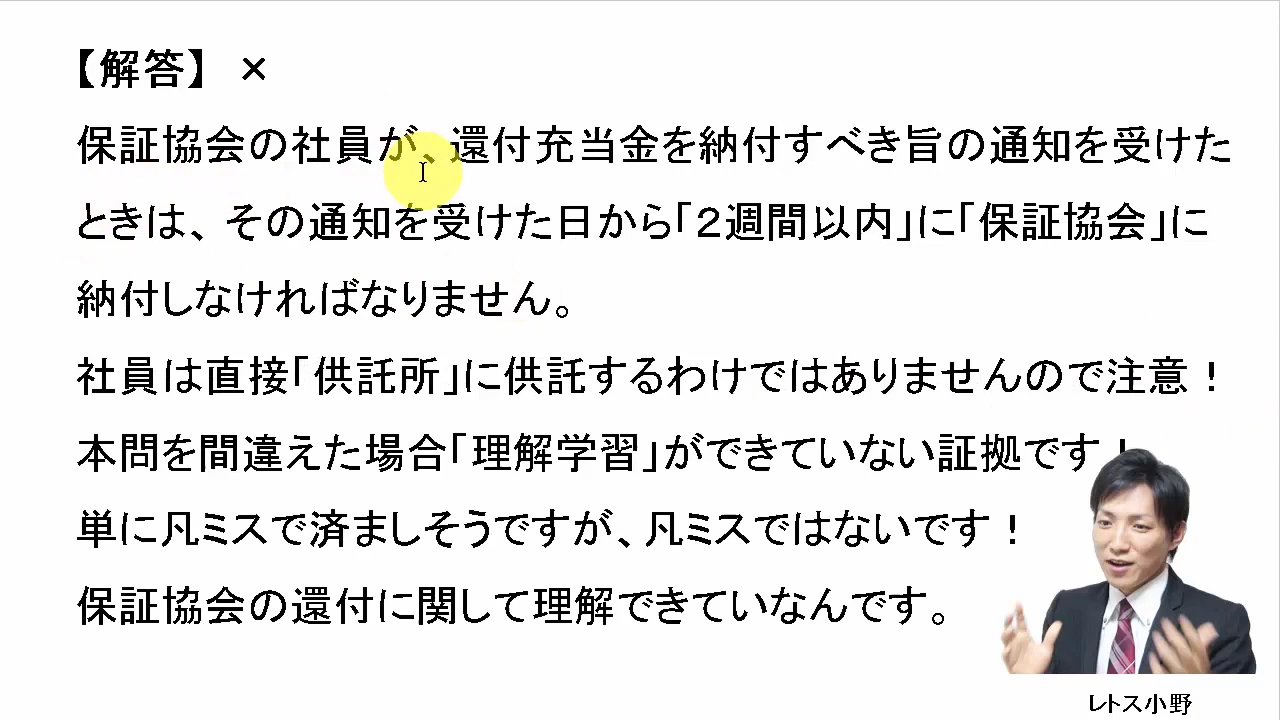 【解答】 ×
保証協会の社員が、還付充当金を納付すべき旨の通知を受けた
ときは、その通知を受けた日から「２週間以内」に「保証協会」に
納付しなければなりません。
社員は直接「供託所」に供託するわけではありませんので注意！
本問を間違えた場合「理解学習」ができていない証拠です！
単に凡ミスで済ましそうですが、凡ミスではないです！
保証協会の還付に関して理解できていなんです。
レトス小野